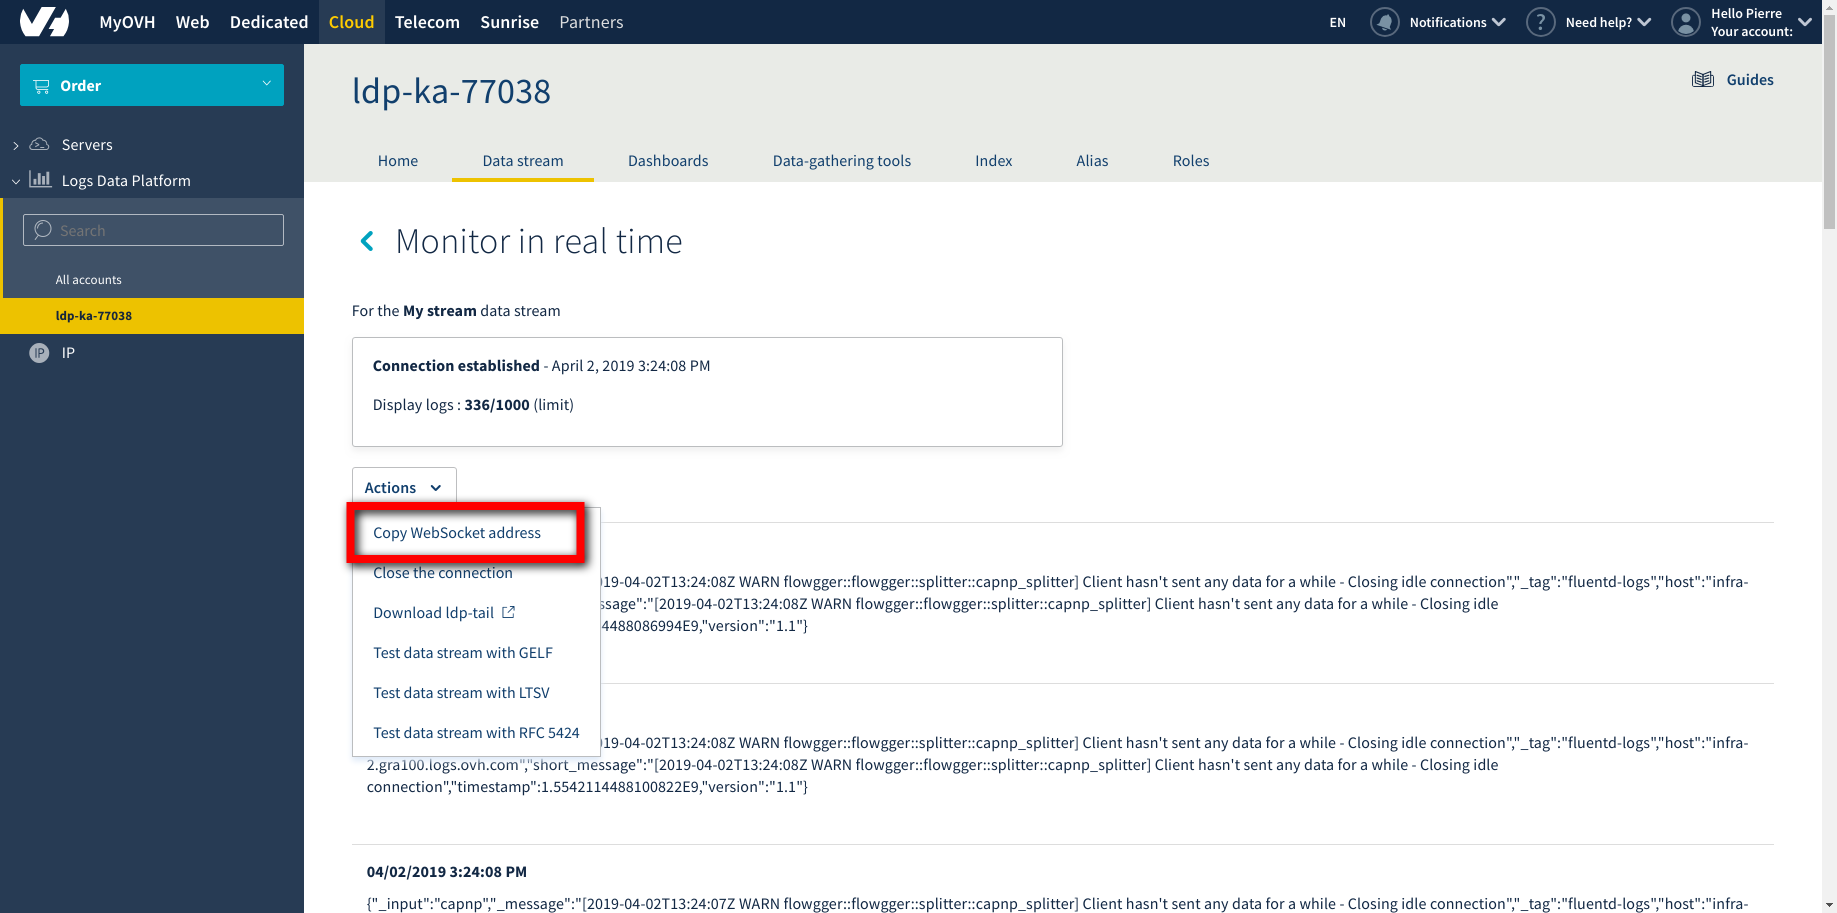 MyOVH Web Dedicated Cloud Telecom Sunrise Partners
EN Notifications ? Need help? Hello Pierre
Your account:
Order
Servers
Logs Data Platform
Search
All accounts
ldp-ka-77038
IP IP
ldp-ka-77038
Guides
Home Data stream Dashboards Data-gathering tools Index Alias Roles
Monitor in real time
For the My stream data stream
Connection established - April 2, 2019 3:24:08 PM
Display logs : 336/1000 (limit)
Actions
Copy WebSocket address
Close the connection
Download ldp-tail
Test data stream with GELF
Test data stream with LTSV
Test data stream with RFC 5424
019-04-02T13:24:08Z WARN flowgger::flowgger::splitter::capnp_splitter] Client hasn't sent any data for a while - Closing idle connection","_tag":"fluentd-logs","host":"infra-
ssage":"[2019-04-02T13:24:08Z WARN flowgger::flowgger::splitter::capnp_splitter] Client hasn't sent any data for a while - Closing idle
4488086994E9,"version":"1.1"}
019-04-02T13:24:08Z WARN flowgger::flowgger::splitter::capnp_splitter] Client hasn't sent any data for a while - Closing idle connection","_tag":"fluentd-logs","host":"infra-
2.gra100.logs.ovh.com","short_message":"[2019-04-02T13:24:08Z WARN flowgger::flowgger::splitter::capnp_splitter] Client hasn't sent any data for a while - Closing idle
connection","timestamp":1.5542114488100822E9,"version":"1.1"}
04/02/2019 3:24:08 PM
{"_input":"capnp","_message":"[2019-04-02T13:24:07Z WARN flowgger::flowgger::splitter::capnp_splitter] Client hasn't sent any data for a while - Closing idle connection","_tag":"fluentd-logs","host":"infra-